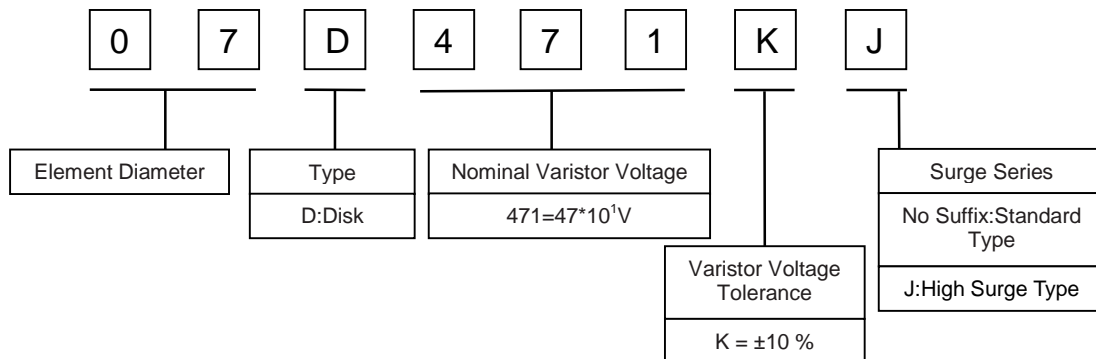 0 7 D 4 7 1 K J
Element Diameter
Type
D:Disk
Nominal Varistor Voltage
471=47*10¹V
Varistor Voltage
Tolerance
K = ±10 %
Surge Series
No Suffix:Standard
Type
J:High Surge Type